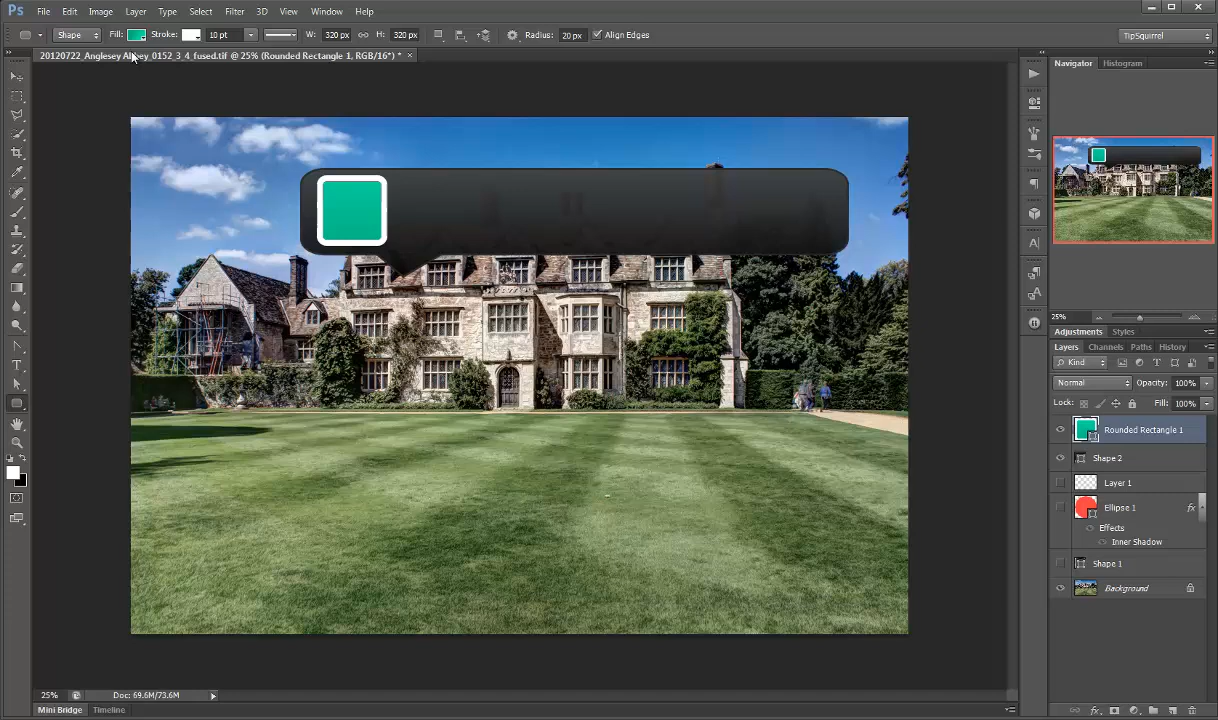 Ps File Edit Image Layer Type Select Filter 3D View Window Help
Shape Fill: Stroke: 10 pt W: 320 px H: 320 px Radius: 20 px Align Edges TipSquirrel
20120722_Anglesey Abbey_0152_3_4_fused.tif @ 25% (Rounded Rectangle 1, RGB/16*) *
Navigator Histogram
25%
Adjustments Styles
Layers Channels Paths History
Kind
Normal Opacity: 100%
Lock: Fill: 100%
Rounded Rectangle 1
Shape 2
Layer 1
Ellipse 1 fx
Effects
Inner Shadow
Shape 1
Background
25% Doc: 69.6M/73.6M
Mini Bridge Timeline